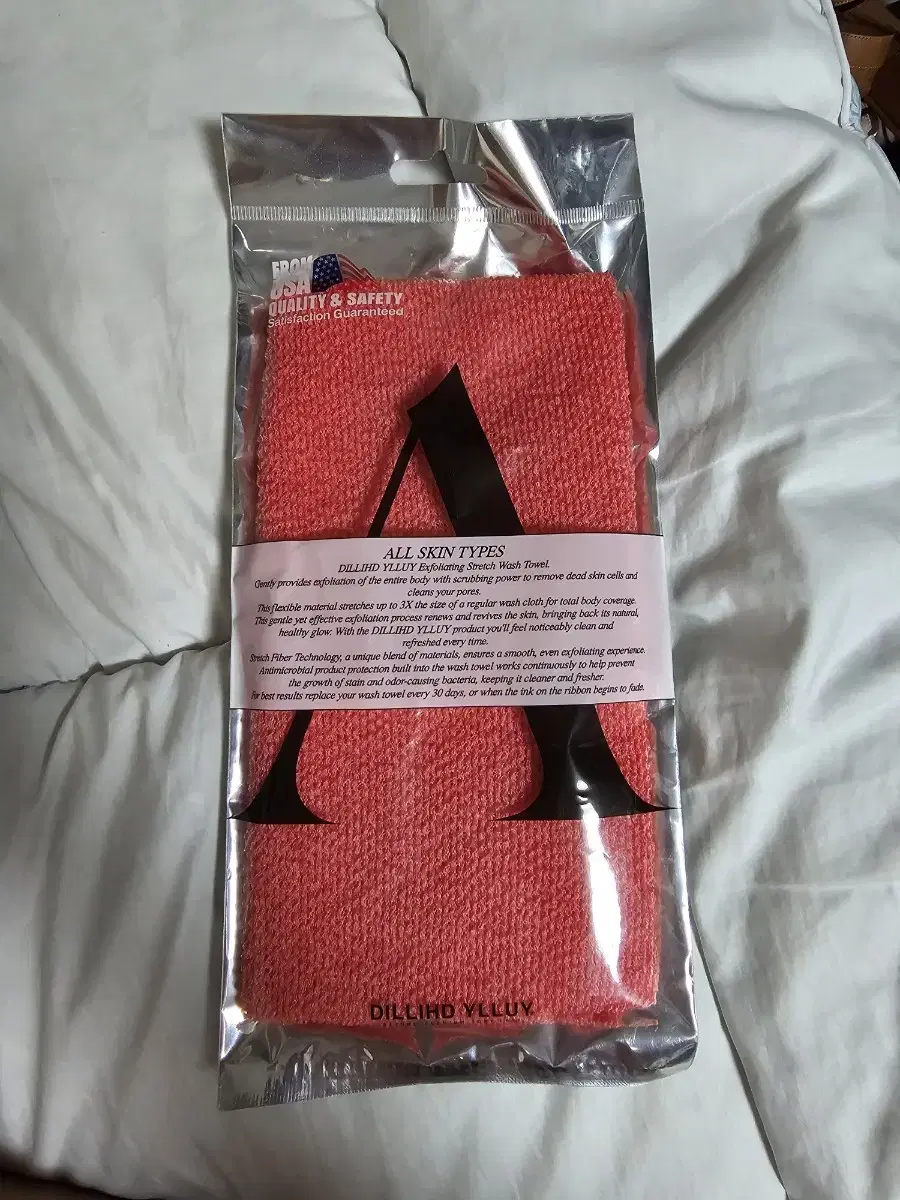 FROM
USA
QUALITY & SAFETY
Satisfaction Guaranteed
A
ALL SKIN TYPES
DILLIHD YLLUY Exfoliating Stretch Wash Towel.
Gently provides exfoliation of the entire body with scrubbing power to remove dead skin cells and
cleans your pores.
This flexible material stretches up to 3X the size of a regular wash cloth for total body coverage.
This gentle yet effective exfoliation process renews and revives the skin, bringing back its natural,
healthy glow. With the DILLIHD YLLUY product you'll feel noticeably clean and
refreshed every time.
Strech Fiber Technology, a unique blend of materials, ensures a smooth, even exfoliating experience.
Antimicrobial product protection built into the wash towel works continuously to help prevent
the growth of stain and odor-causing bacteria, keeping it cleaner and fresher.
For best results replace your wash towel every 30 days, or when the ink on the ribbon begins to fade.
DILLIHD YLLUY